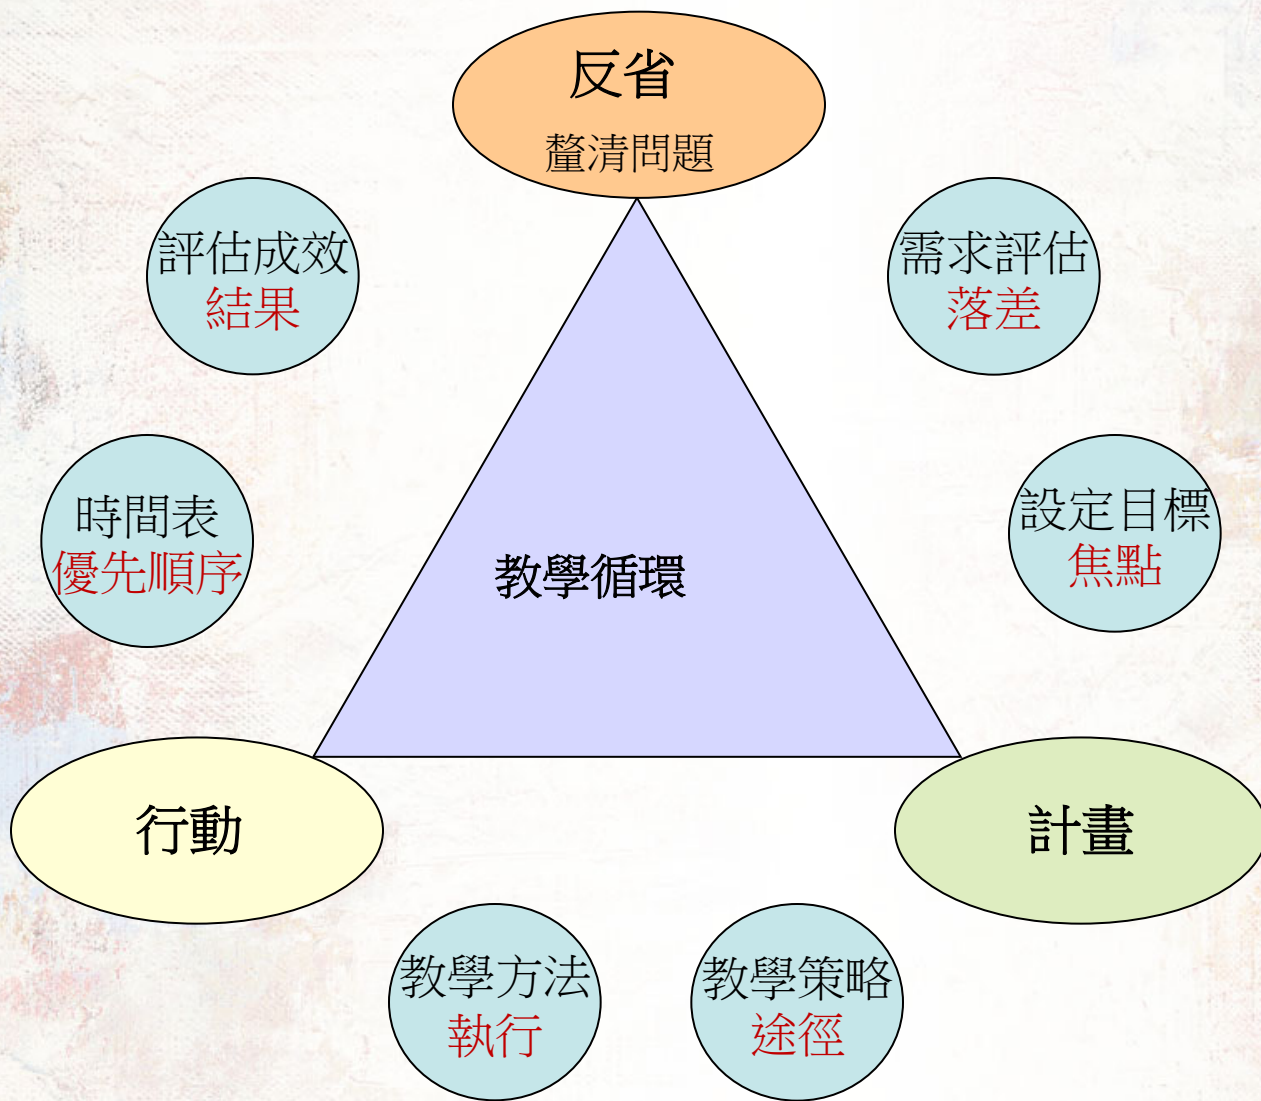 反省
釐清問題
評估成效
結果
需求評估
落差
時間表
優先順序
設定目標
焦點
教學循環
行動
計畫
教學方法
執行
教學策略
途徑